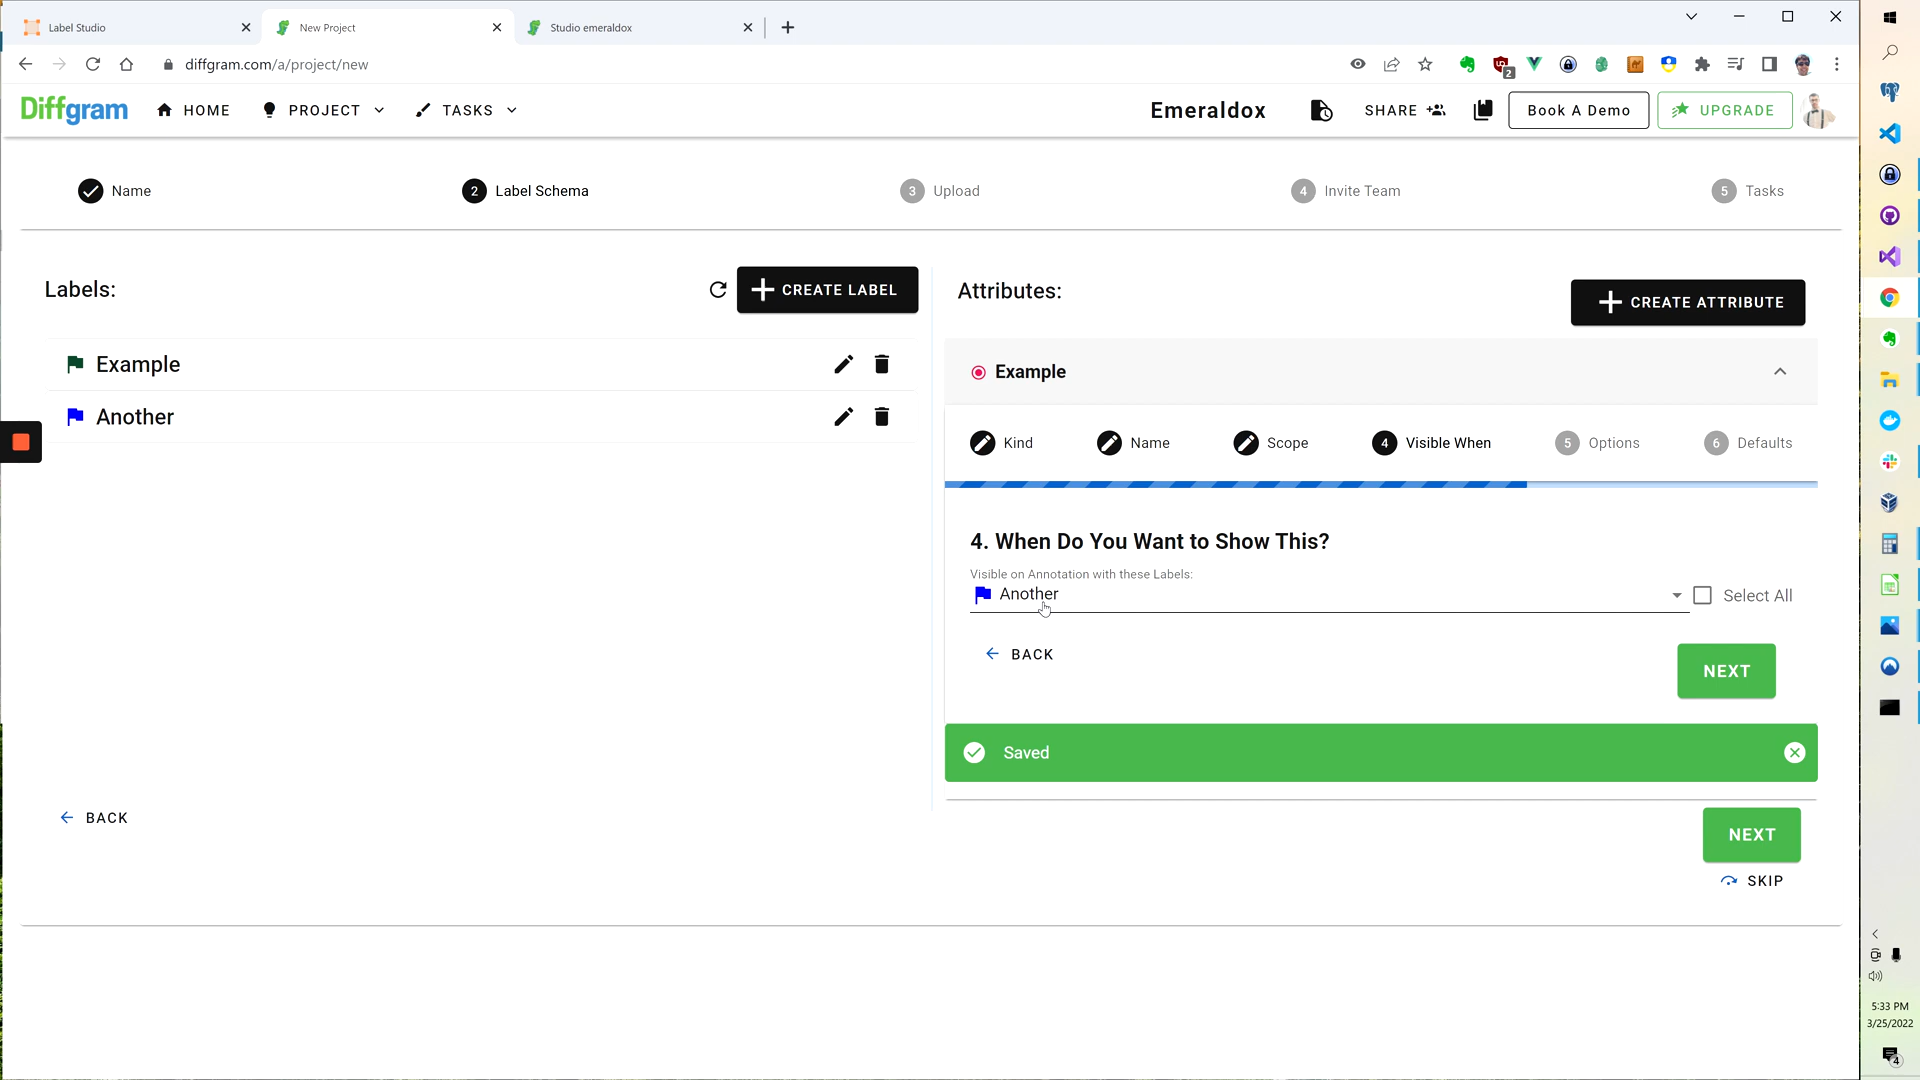 Label Studio
New Project
Studio emeraldox
diffgram.com/a/project/new
2
Diffgram
HOME
PROJECT
TASKS
Emeraldox
SHARE
Book A Demo
UPGRADE
Name
2 Label Schema
3 Upload
4 Invite Team
5 Tasks
Labels:
CREATE LABEL
Example
Another
Attributes:
CREATE ATTRIBUTE
Example
Kind
Name
Scope
4 Visible When
5 Options
6 Defaults
4. When Do You Want to Show This?
Visible on Annotation with these Labels:
Another
Select All
BACK
NEXT
Saved
BACK
NEXT
SKIP
5:33 PM
3/25/2022
4